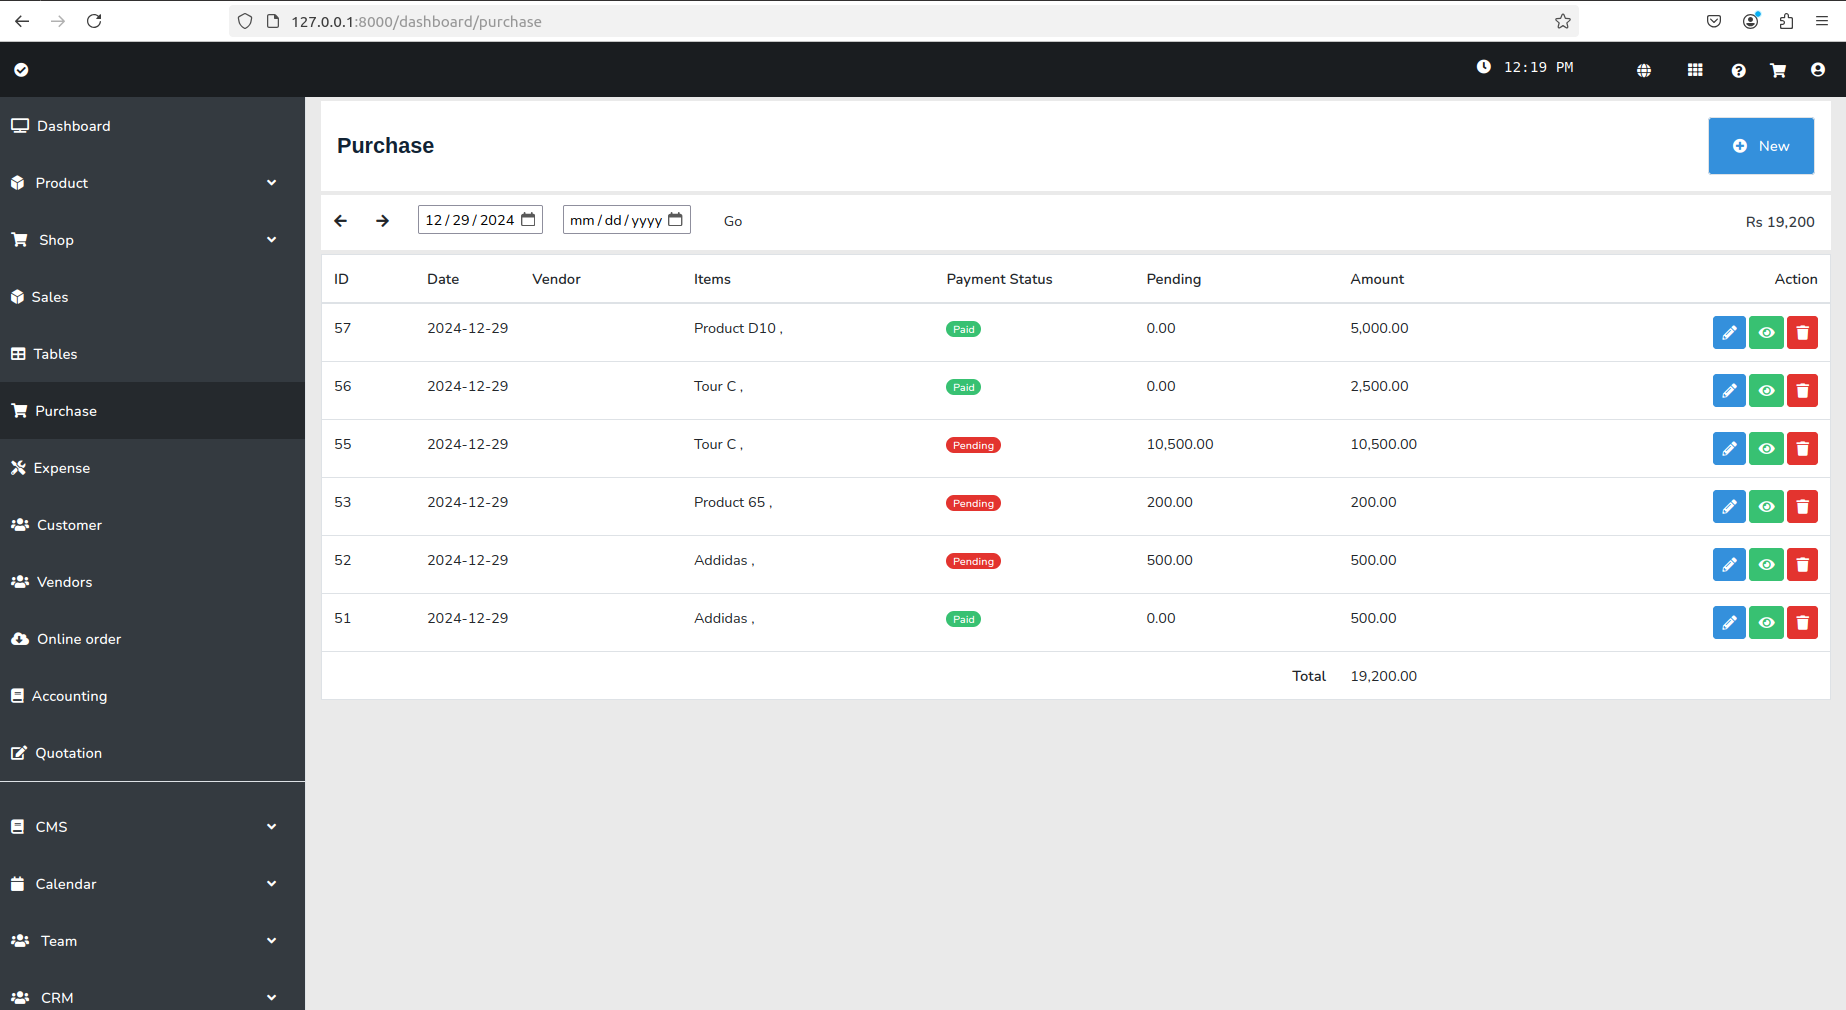 127.0.0.1:8000/dashboard/purchase
12:19 PM
Dashboard
Product
Shop
Sales
Tables
Purchase
Expense
Customer
Vendors
Online order
Accounting
Quotation
CMS
Calendar
Team
CRM
Purchase
New
12/29/2024 mm/dd/yyyy Go Rs 19,200
ID Date Vendor Items Payment Status Pending Amount Action
57 2024-12-29 Product D10 , Paid 0.00 5,000.00
56 2024-12-29 Tour C , Paid 0.00 2,500.00
55 2024-12-29 Tour C , Pending 10,500.00 10,500.00
53 2024-12-29 Product 65 , Pending 200.00 200.00
52 2024-12-29 Addidas , Pending 500.00 500.00
51 2024-12-29 Addidas , Paid 0.00 500.00
Total 19,200.00